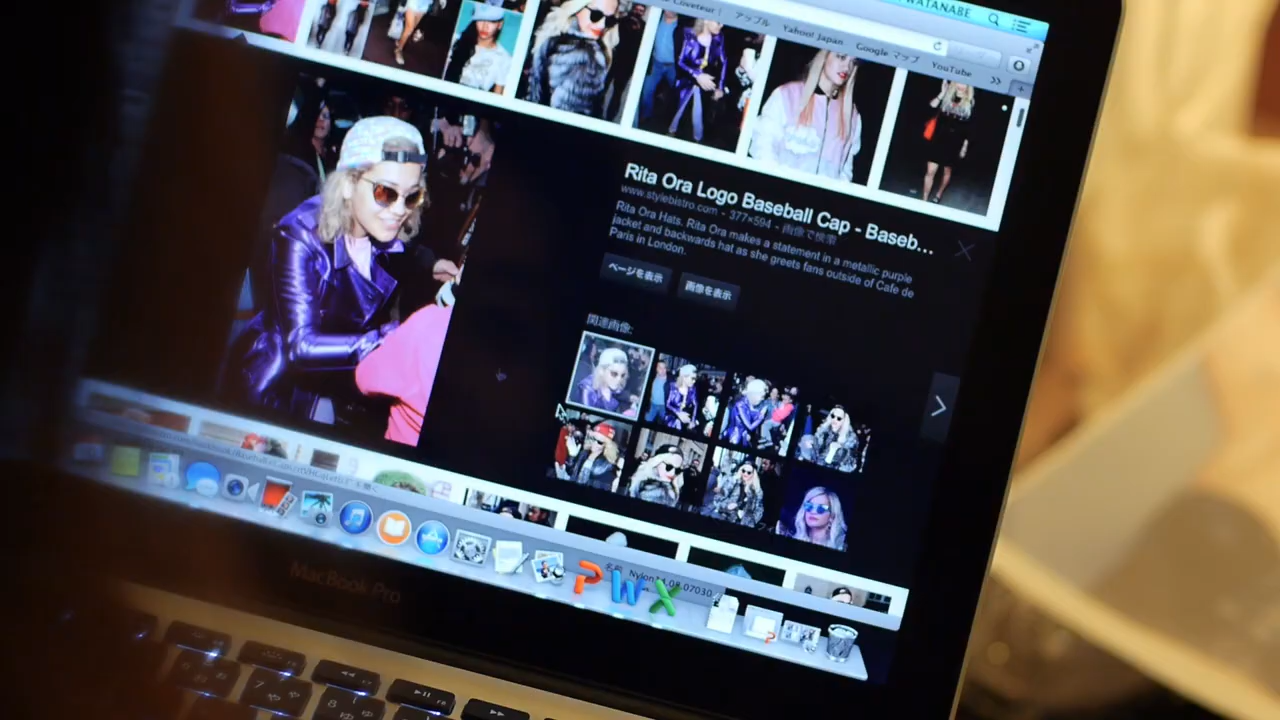 WATANABE
Coveteur
アップル
Yahoo! Japan
Google マップ
YouTube
Rita Ora Logo Baseball Cap - Baseb...
www.stylebistro.com - 377×594 - 画像で検索
Rita Ora Hats. Rita Ora makes a statement in a metallic purple
jacket and backwards hat as she greets fans outside of Cafe de
Paris in London.
ページを表示
画像を表示
関連画像:
MacBook Pro